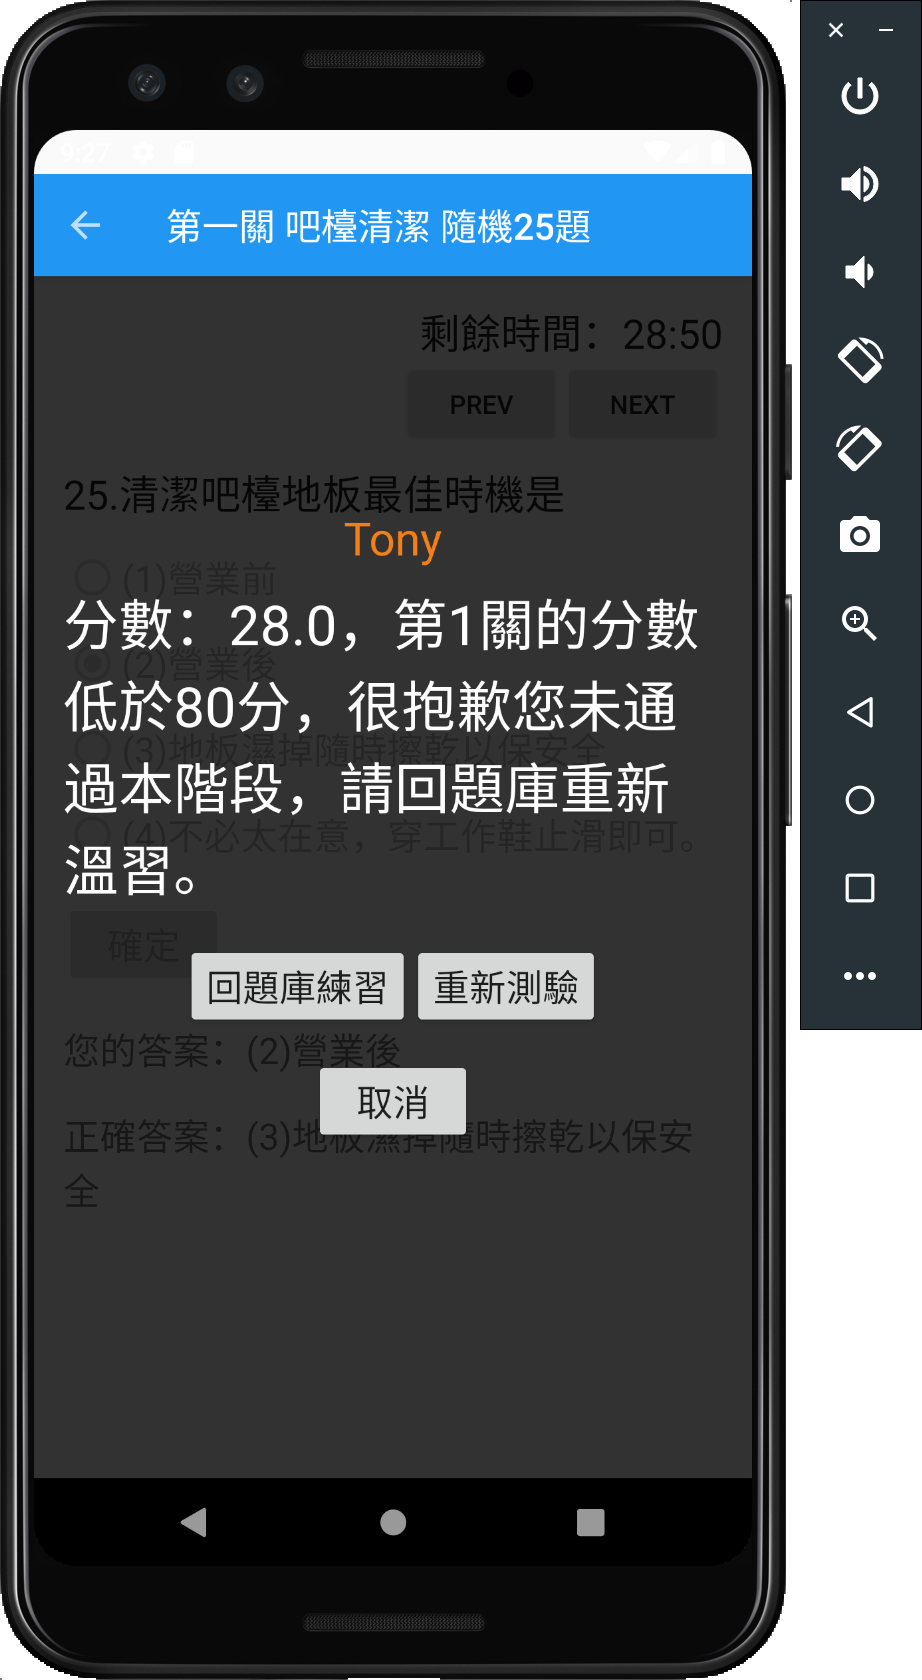 9:27
第一關 吧檯清潔 隨機25題
剩餘時間：28:50
PREV NEXT
25.清潔吧檯地板最佳時機是
Tony
(1)營業前
分數：28.0，第1關的分數
(2)營業後
低於80分，很抱歉您未通
(3)地板濕掉隨時擦乾以保安全
過本階段，請回題庫重新
(4)不必太在意，穿工作鞋止滑即可。
溫習。
確定
回題庫練習 重新測驗
您的答案：(2)營業後
取消
正確答案：(3)地板濕掉隨時擦乾以保安
全